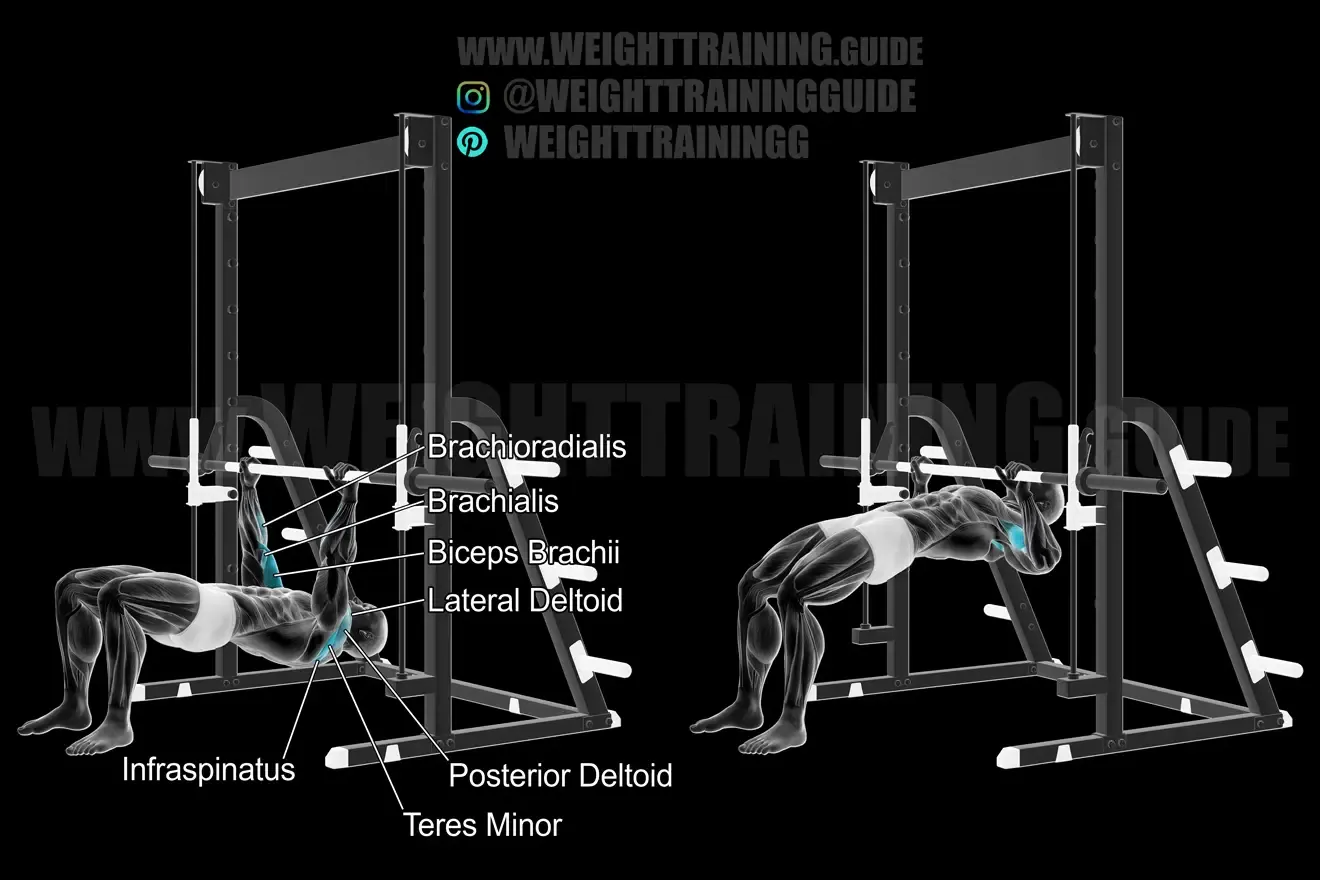 WWW.WEIGHTTRAINING.GUIDE
@WEIGHTTRAININGGUIDE
WEIGHTTRAININGG
WWW.WEIGHTTRAINING.GUIDE
Brachioradialis
Brachialis
Biceps Brachii
Lateral Deltoid
Infraspinatus
Posterior Deltoid
Teres Minor